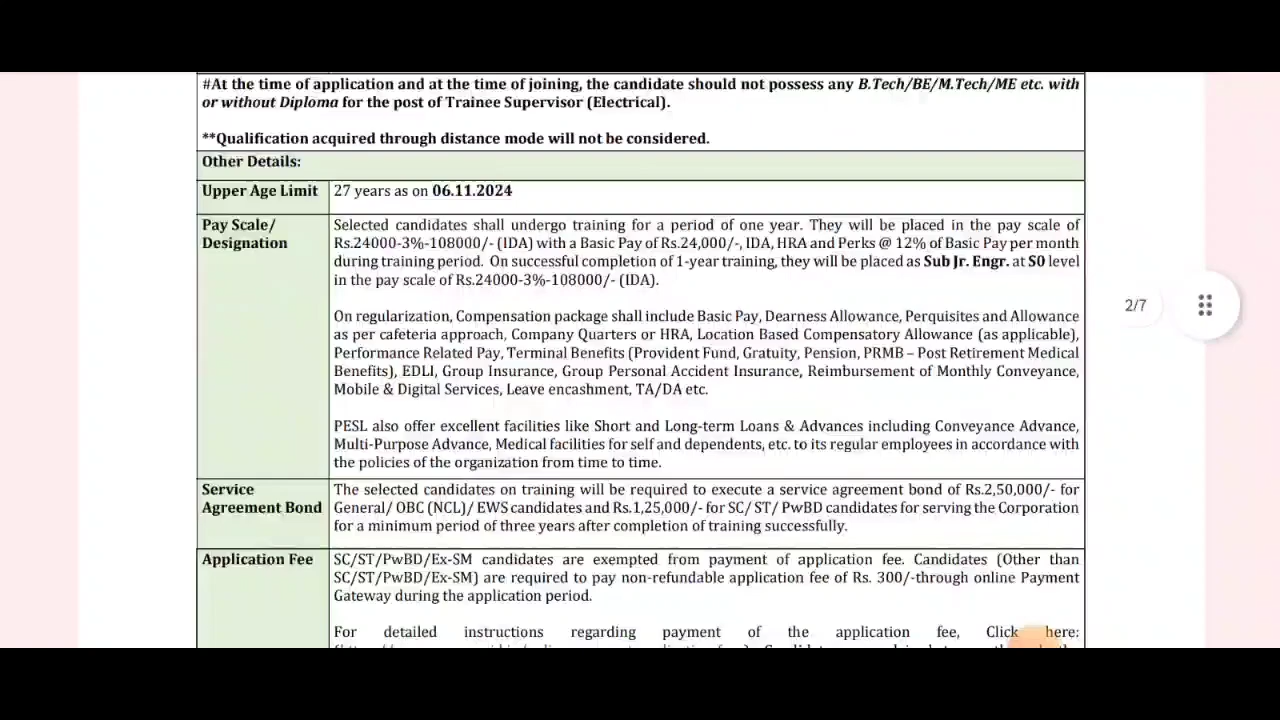 #At the time of application and at the time of joining, the candidate should not possess any B.Tech/BE/M.Tech/ME etc. with
or without Diploma for the post of Trainee Supervisor (Electrical).
**Qualification acquired through distance mode will not be considered.
Other Details:
Upper Age Limit 27 years as on 06.11.2024
Pay Scale/ Selected candidates shall undergo training for a period of one year. They will be placed in the pay scale of
Designation Rs.24000-3%-108000/- (IDA) with a Basic Pay of Rs.24,000/-, IDA, HRA and Perks @ 12% of Basic Pay per month
during training period. On successful completion of 1-year training, they will be placed as Sub Jr. Engr. at S0 level
in the pay scale of Rs.24000-3%-108000/- (IDA).
2/7
On regularization, Compensation package shall include Basic Pay, Dearness Allowance, Perquisites and Allowance
as per cafeteria approach, Company Quarters or HRA, Location Based Compensatory Allowance (as applicable),
Performance Related Pay, Terminal Benefits (Provident Fund, Gratuity, Pension, PRMB – Post Retirement Medical
Benefits), EDLI, Group Insurance, Group Personal Accident Insurance, Reimbursement of Monthly Conveyance,
Mobile & Digital Services, Leave encashment, TA/DA etc.
PESL also offer excellent facilities like Short and Long-term Loans & Advances including Conveyance Advance,
Multi-Purpose Advance, Medical facilities for self and dependents, etc. to its regular employees in accordance with
the policies of the organization from time to time.
Service The selected candidates on training will be required to execute a service agreement bond of Rs.2,50,000/- for
Agreement Bond General/ OBC (NCL)/ EWS candidates and Rs.1,25,000/- for SC/ ST/ PwBD candidates for serving the Corporation
for a minimum period of three years after completion of training successfully.
Application Fee SC/ST/PwBD/Ex-SM candidates are exempted from payment of application fee. Candidates (Other than
SC/ST/PwBD/Ex-SM) are required to pay non-refundable application fee of Rs. 300/-through online Payment
Gateway during the application period.
For detailed instructions regarding payment of the application fee, Click here: